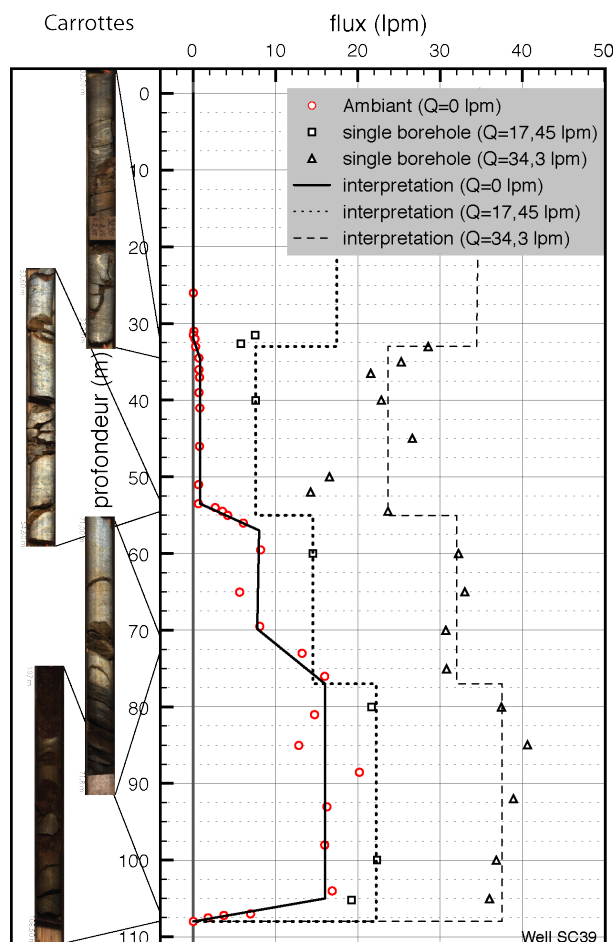 Carrottes
flux (lpm)
0 10 20 30 40 50
Ambiant (Q=0 lpm)
single borehole (Q=17,45 lpm)
single borehole (Q=34,3 lpm)
interpretation (Q=0 lpm)
interpretation (Q=17,45 lpm)
interpretation (Q=34,3 lpm)
profondeur (m)
0
10
20
30
40
50
60
70
80
90
100
110
Well SC39